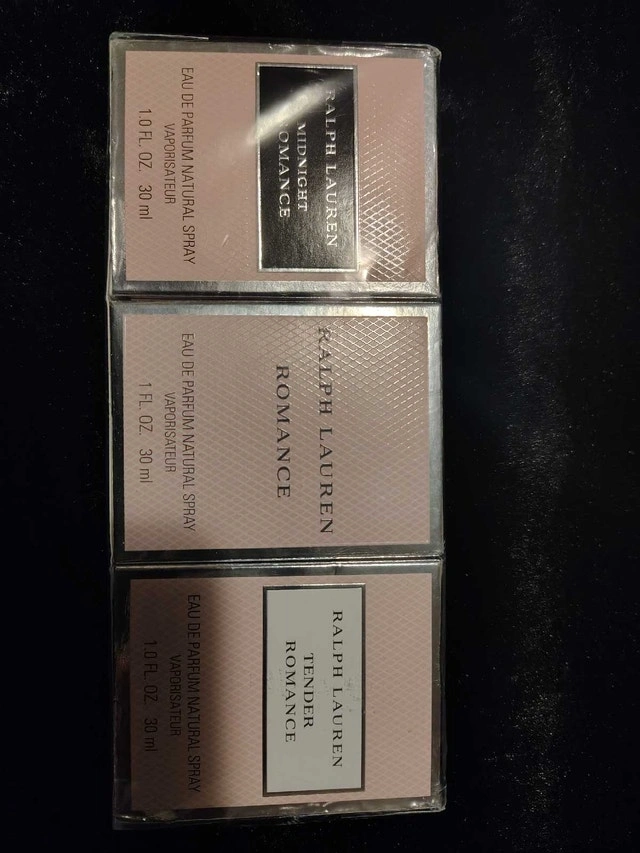 RALPH LAUREN
MIDNIGHT
ROMANCE
EAU DE PARFUM NATURAL SPRAY
VAPORISATEUR
1.0 FL. OZ. 30 ml
RALPH LAUREN
ROMANCE
EAU DE PARFUM NATURAL SPRAY
VAPORISATEUR
1 FL. OZ. 30 ml
RALPH LAUREN
TENDER
ROMANCE
EAU DE PARFUM NATURAL SPRAY
VAPORISATEUR
1.0 FL. OZ. 30 ml